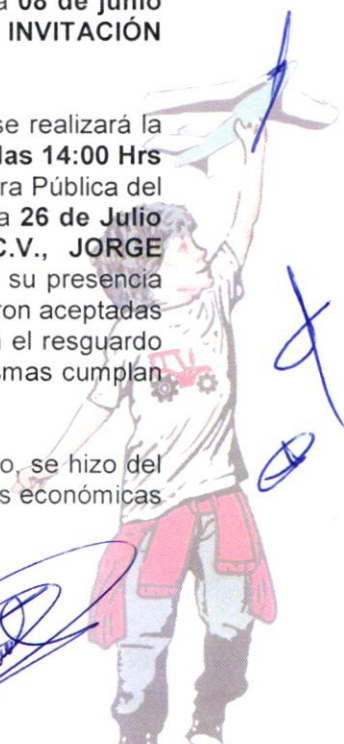 a 08 de junio
INVITACIÓN
se realizará la
las 14:00 Hrs
ra Pública del
a 26 de Julio
C.V., JORGE
su presencia
ron aceptadas
el resguardo
smas cumplan
o, se hizo del
s económicas